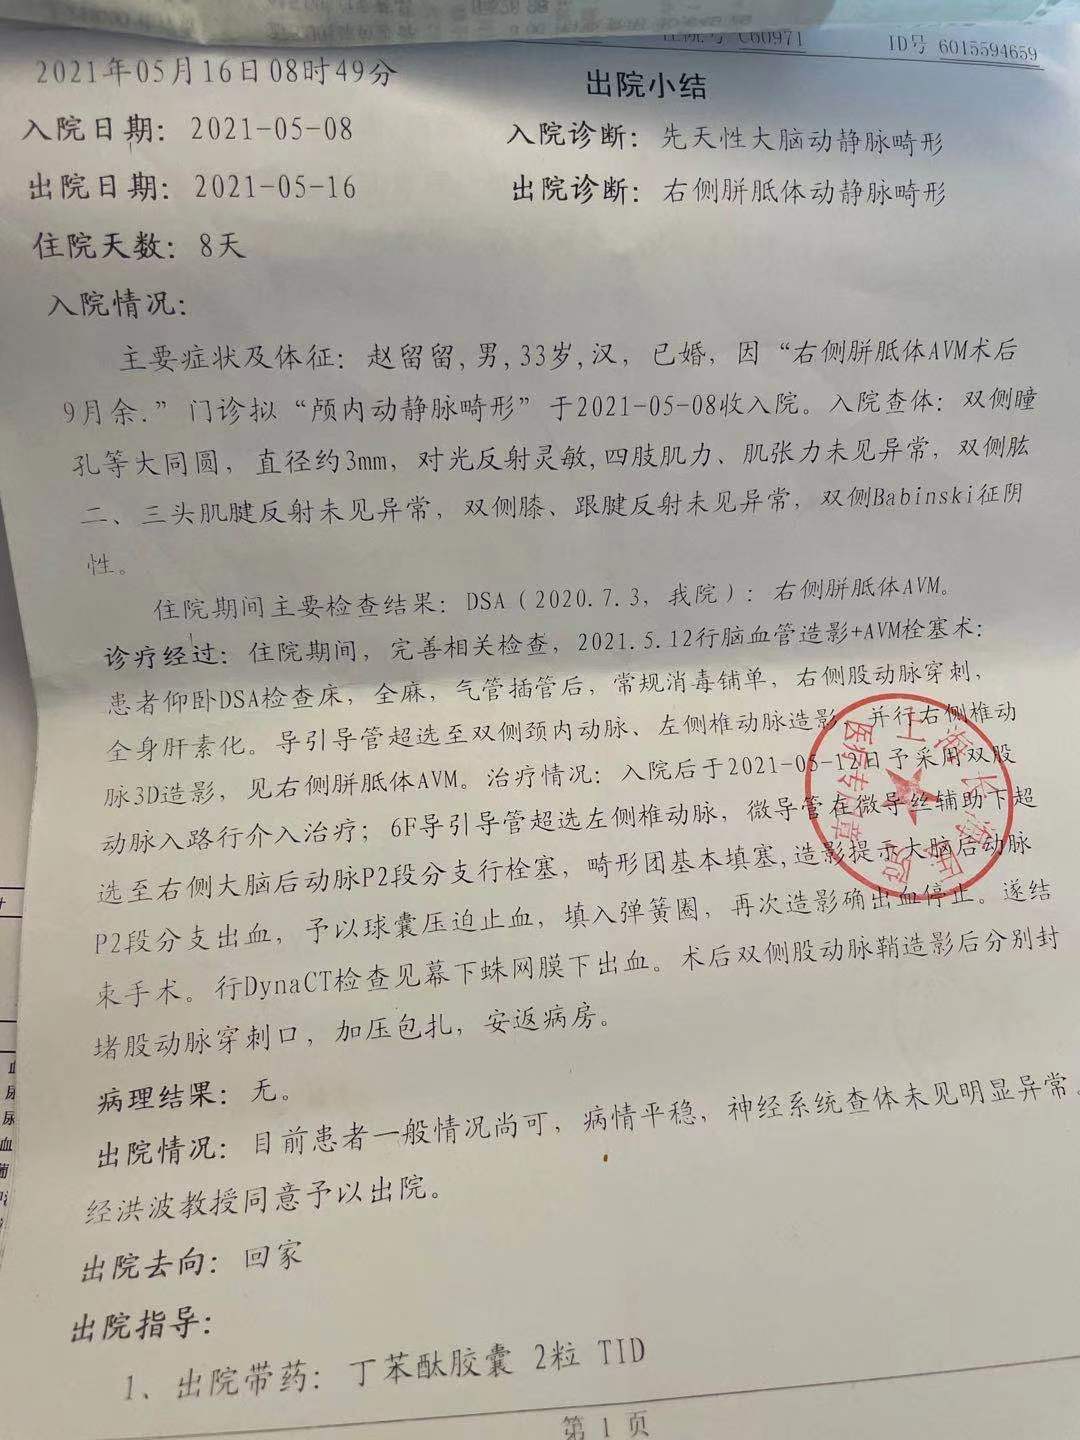 住院号 C60971 ID号 6015594659
2021年05月16日08时49分
出院小结
入院日期：2021-05-08 入院诊断：先天性大脑动静脉畸形
出院日期：2021-05-16 出院诊断：右侧胼胝体动静脉畸形
住院天数：8天
入院情况：
主要症状及体征：赵留留,男,33岁,汉，已婚，因“右侧胼胝体AVM术后
9月余.”门诊拟“颅内动静脉畸形”于2021-05-08收入院。入院查体：双侧瞳
孔等大同圆，直径约3mm，对光反射灵敏,四肢肌力、肌张力未见异常，双侧肱
二、三头肌腱反射未见异常，双侧膝、跟腱反射未见异常，双侧Babinski征阴
性。
住院期间主要检查结果：DSA（2020.7.3，我院）：右侧胼胝体AVM。
诊疗经过：住院期间，完善相关检查，2021.5.12行脑血管造影+AVM栓塞术：
患者仰卧DSA检查床，全麻，气管插管后，常规消毒铺单，右侧股动脉穿刺，
全身肝素化。导引导管超选至双侧颈内动脉、左侧椎动脉造影，并行右侧椎动
脉3D造影，见右侧胼胝体AVM。治疗情况：入院后于2021-05-12日予采用双股
动脉入路行介入治疗；6F导引导管超选左侧椎动脉，微导管在微导丝辅助下超
选至右侧大脑后动脉P2段分支行栓塞，畸形团基本填塞,造影提示大脑后动脉
P2段分支出血，予以球囊压迫止血，填入弹簧圈，再次造影确出血停止。遂结
束手术。行DynaCT检查见幕下蛛网膜下出血。术后双侧股动脉鞘造影后分别封
堵股动脉穿刺口，加压包扎，安返病房。
病理结果：无。
出院情况：目前患者一般情况尚可，病情平稳，神经系统查体未见明显异常。
经洪波教授同意予以出院。
出院去向：回家
出院指导：
1、出院带药：丁苯酞胶囊 2粒 TID
第 1 页